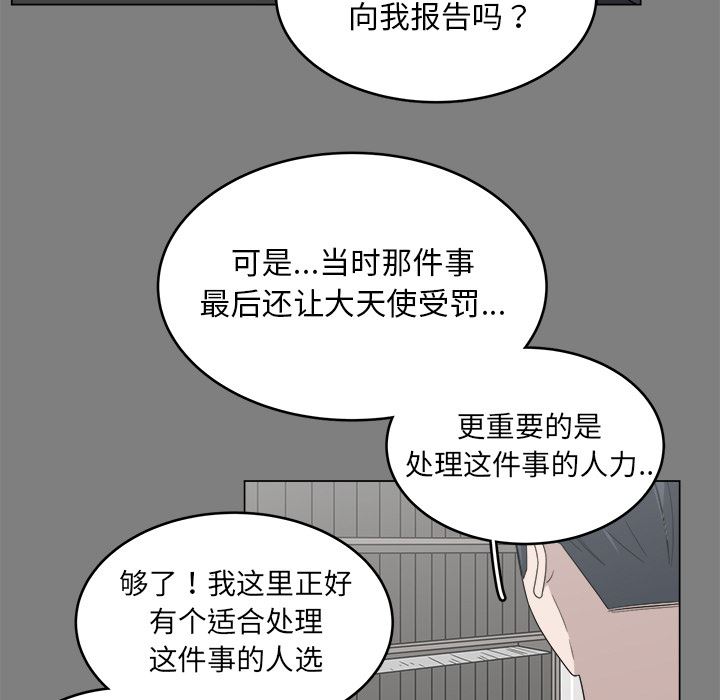 向我报告吗？
可是...当时那件事
最后还让大天使受罚...
更重要的是
处理这件事的人力..
够了！我这里正好
有个适合处理
这件事的人选